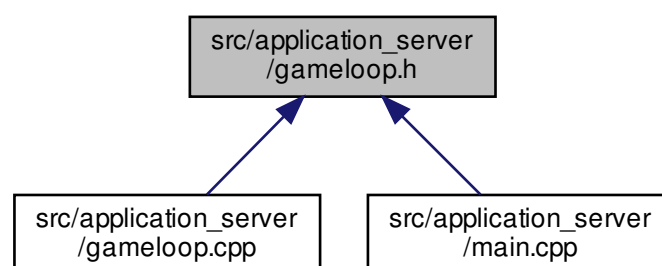 src/application_server
/gameloop.h
src/application_server
/gameloop.cpp
src/application_server
/main.cpp